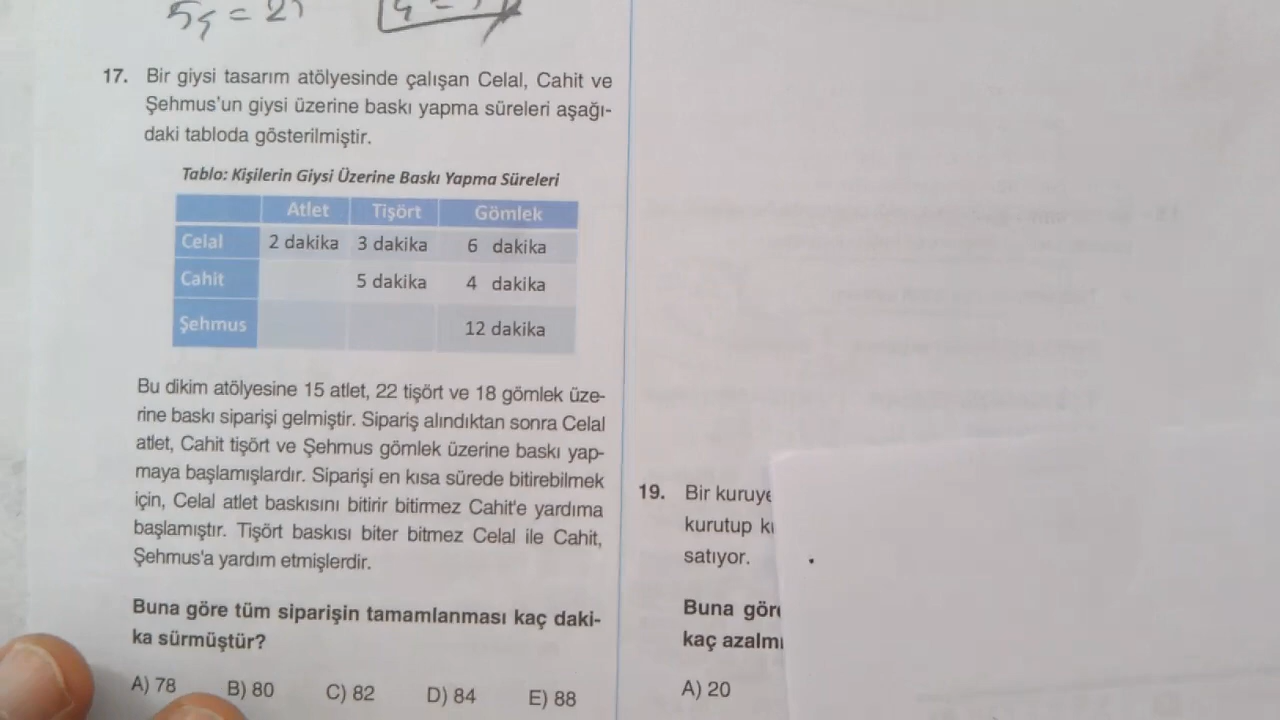 5ç = 2
17. Bir giysi tasarım atölyesinde çalışan Celal, Cahit ve
Şehmus'un giysi üzerine baskı yapma süreleri aşağı-
daki tabloda gösterilmiştir.
Tablo: Kişilerin Giysi Üzerine Baskı Yapma Süreleri
Atlet Tişört Gömlek
Celal 2 dakika 3 dakika 6 dakika
Cahit 5 dakika 4 dakika
Şehmus 12 dakika
Bu dikim atölyesine 15 atlet, 22 tişört ve 18 gömlek üze-
rine baskı siparişi gelmiştir. Sipariş alındıktan sonra Celal
atlet, Cahit tişört ve Şehmus gömlek üzerine baskı yap-
maya başlamışlardır. Siparişi en kısa sürede bitirebilmek
için, Celal atlet baskısını bitirir bitirmez Cahit'e yardıma
başlamıştır. Tişört baskısı biter bitmez Celal ile Cahit,
Şehmus'a yardım etmişlerdir.
Buna göre tüm siparişin tamamlanması kaç daki-
ka sürmüştür?
A) 78 B) 80 C) 82 D) 84 E) 88
19. Bir kuruye
kurutup kı
satıyor.
Buna göre
kaç azalmı
A) 20